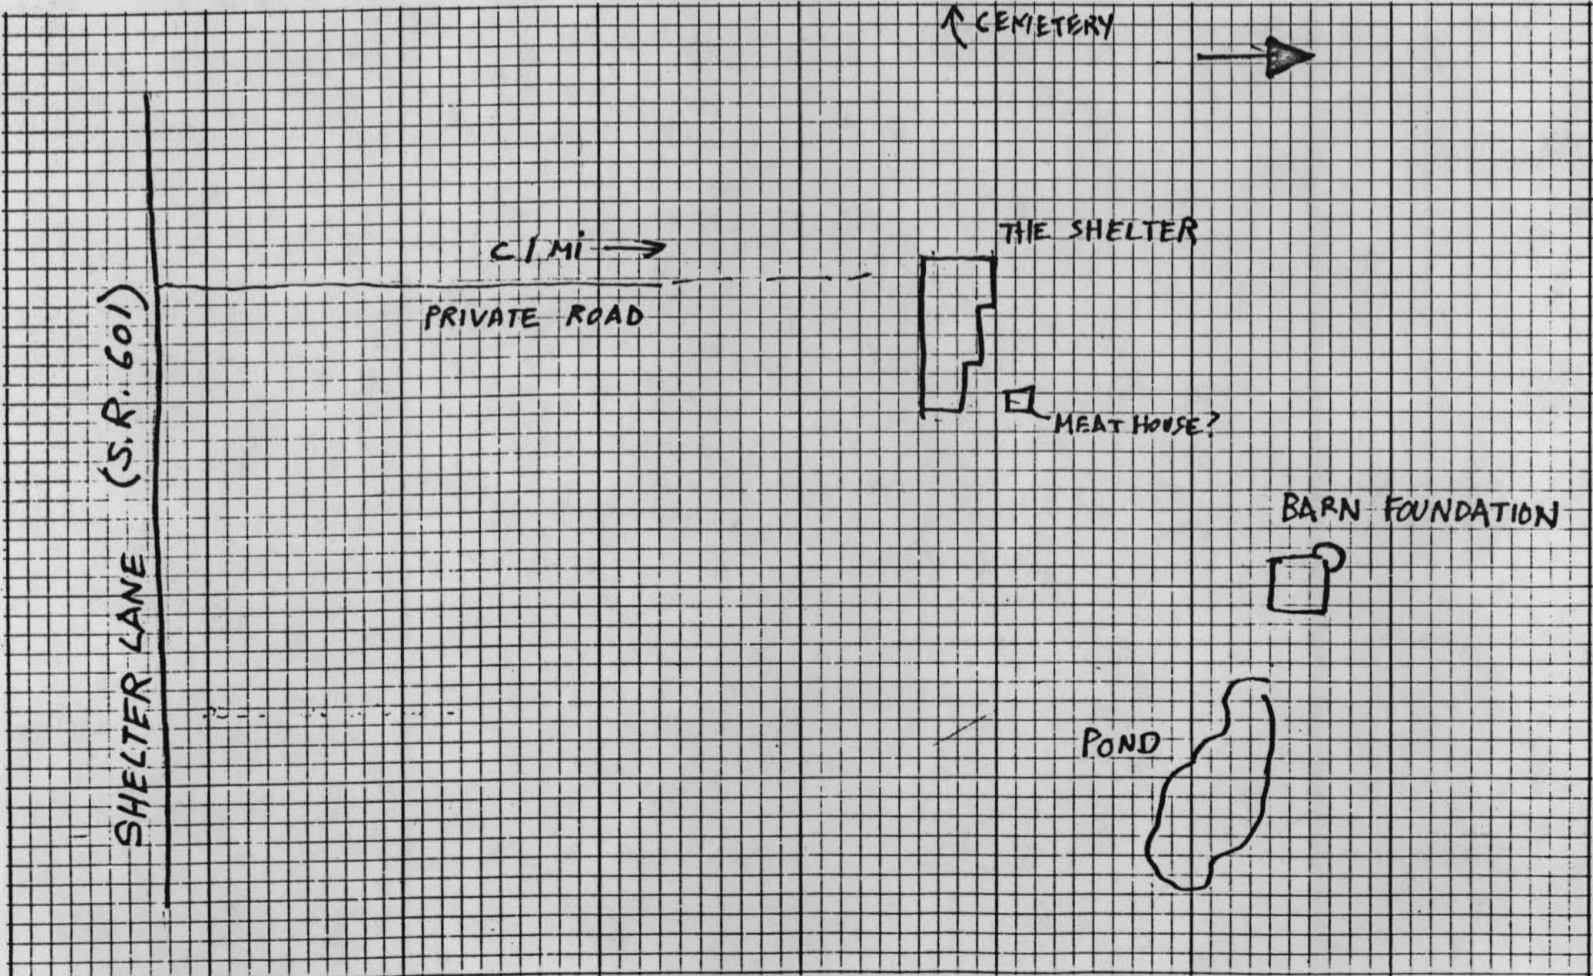 CEMETERY
THE SHELTER
C 1 Mi
PRIVATE ROAD
SHELTER LANE (S.R. 601)
MEAT HOUSE?
BARN FOUNDATION
POND